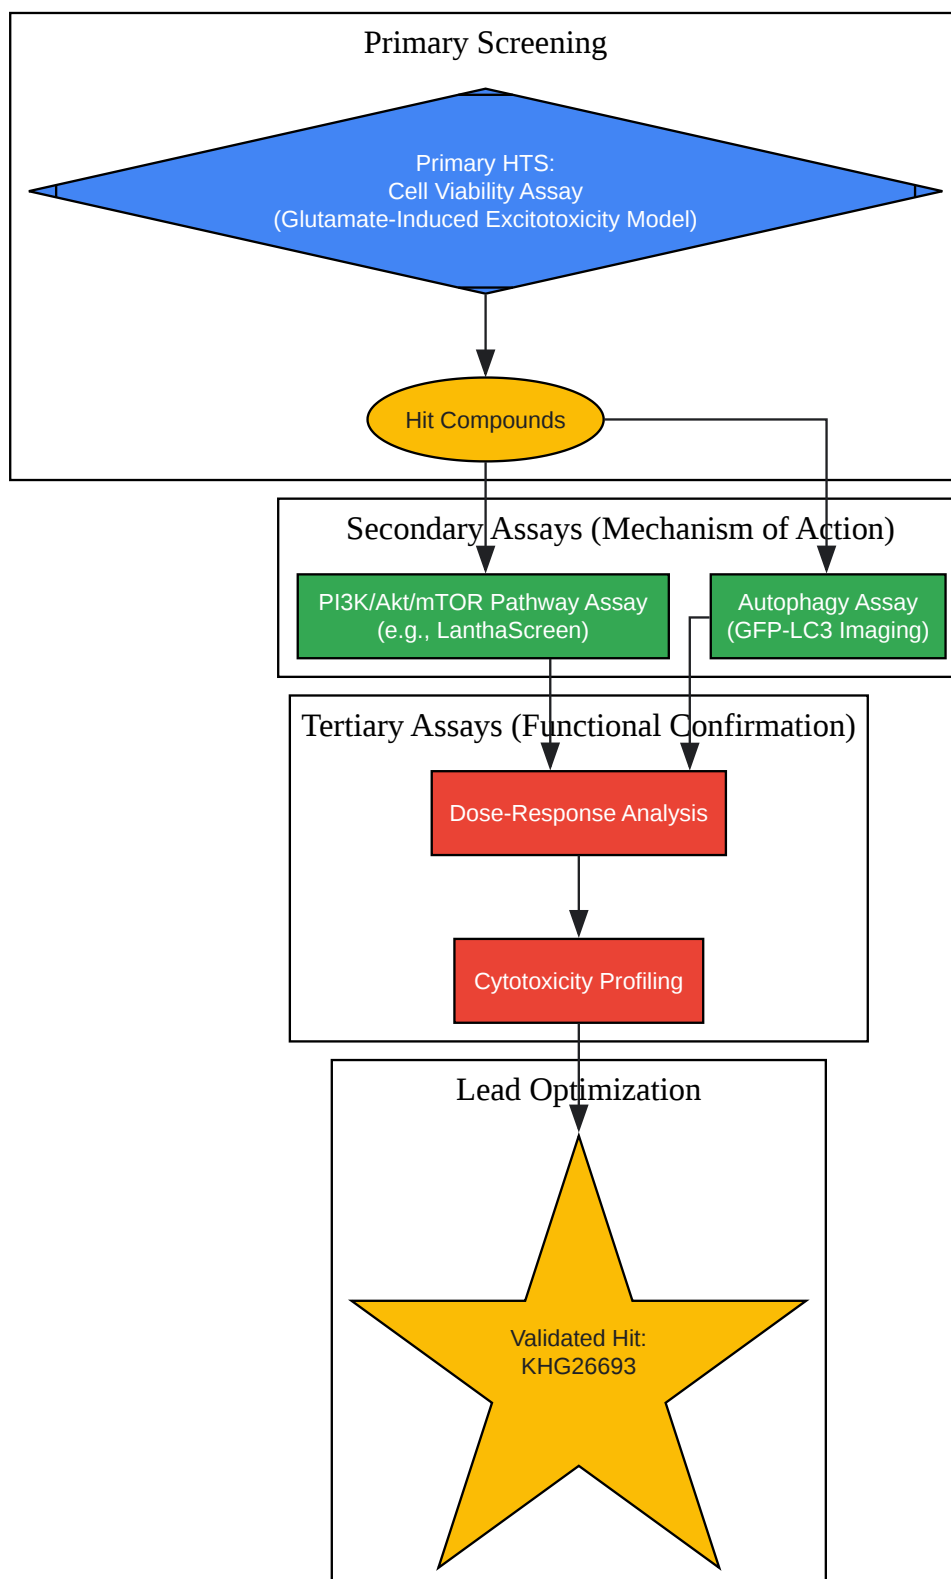 Primary Screening
Primary HTS:
Cell Viability Assay
(Glutamate-Induced Excitotoxicity Model)
Hit Compounds
Secondary Assays (Mechanism of Action)
PI3K/Akt/mTOR Pathway Assay
(e.g., LanthaScreen)
Autophagy Assay
(GFP-LC3 Imaging)
Tertiary Assays (Functional Confirmation)
Dose-Response Analysis
Cytotoxicity Profiling
Lead Optimization
Validated Hit:
KHG26693